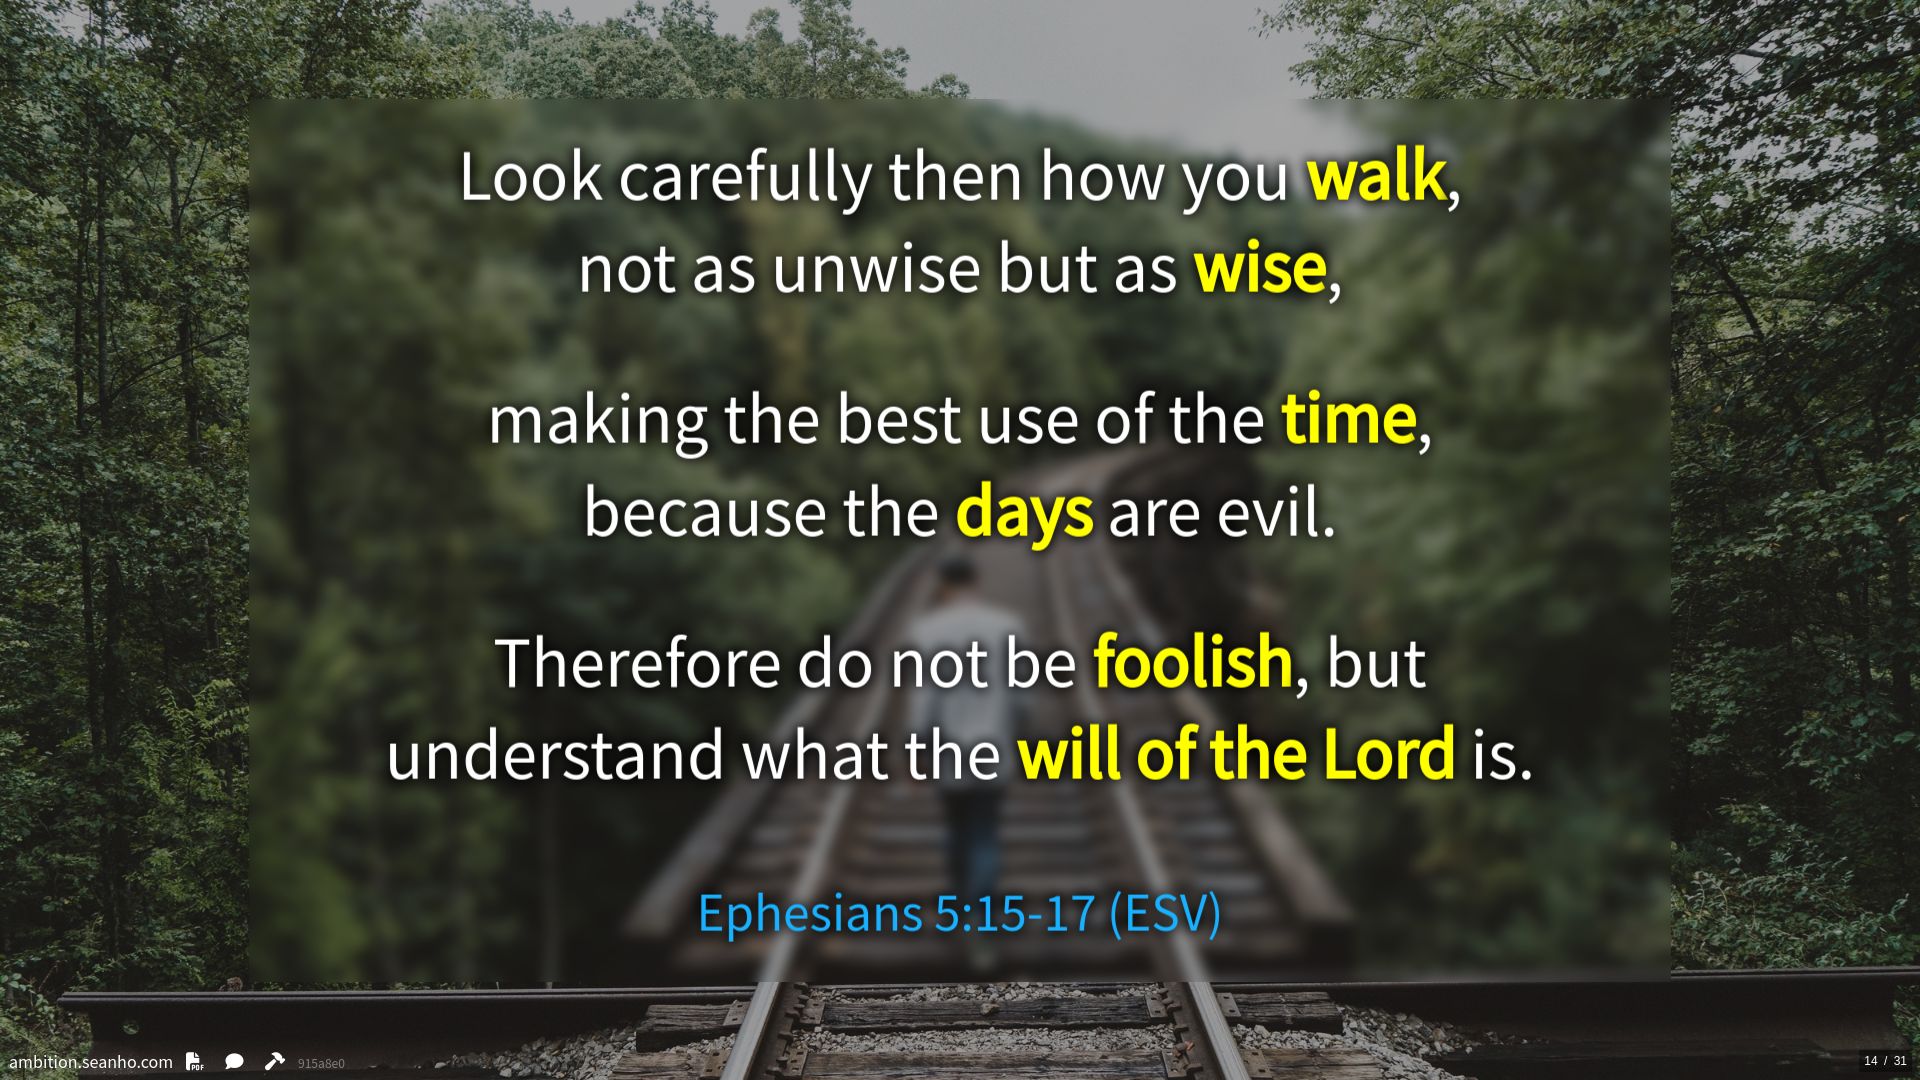 Look carefully then how you walk,
not as unwise but as wise,
making the best use of the time,
because the days are evil.
Therefore do not be foolish, but
understand what the will of the Lord is.
Ephesians 5:15-17 (ESV)
ambition.seanho.com PDF 915a8e0
14 / 31